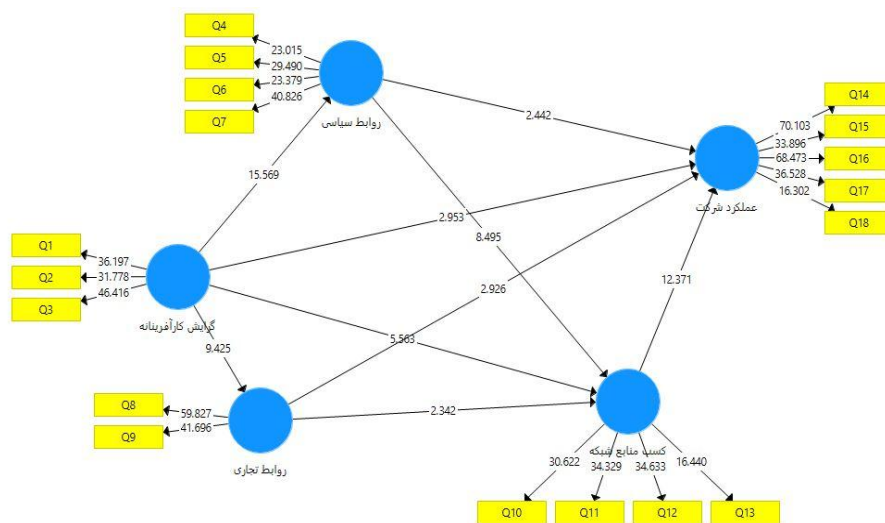 Q4
23.015
Q5
29.490
Q6
23.379
Q7
40.826
روابط سیاسی
2.442
Q14
70.103
Q15
33.896
Q16
68.473
Q17
36.528
Q18
16.302
عملکرد شرکت
15.569
2.953
8.495
12.371
Q1
36.197
Q2
31.778
Q3
46.416
گرایش کارآفرینانه
2.926
5.563
9.425
Q8
59.827
Q9
41.696
روابط تجاری
2.342
کسب منابع شبکه
30.622
34.329
34.633
16.440
Q10
Q11
Q12
Q13